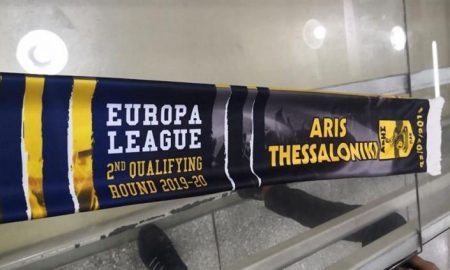 EUROPA
LEAGUE
2ND QUALIFYING
ROUND 2019-20
ARIS
THESSALONIKI